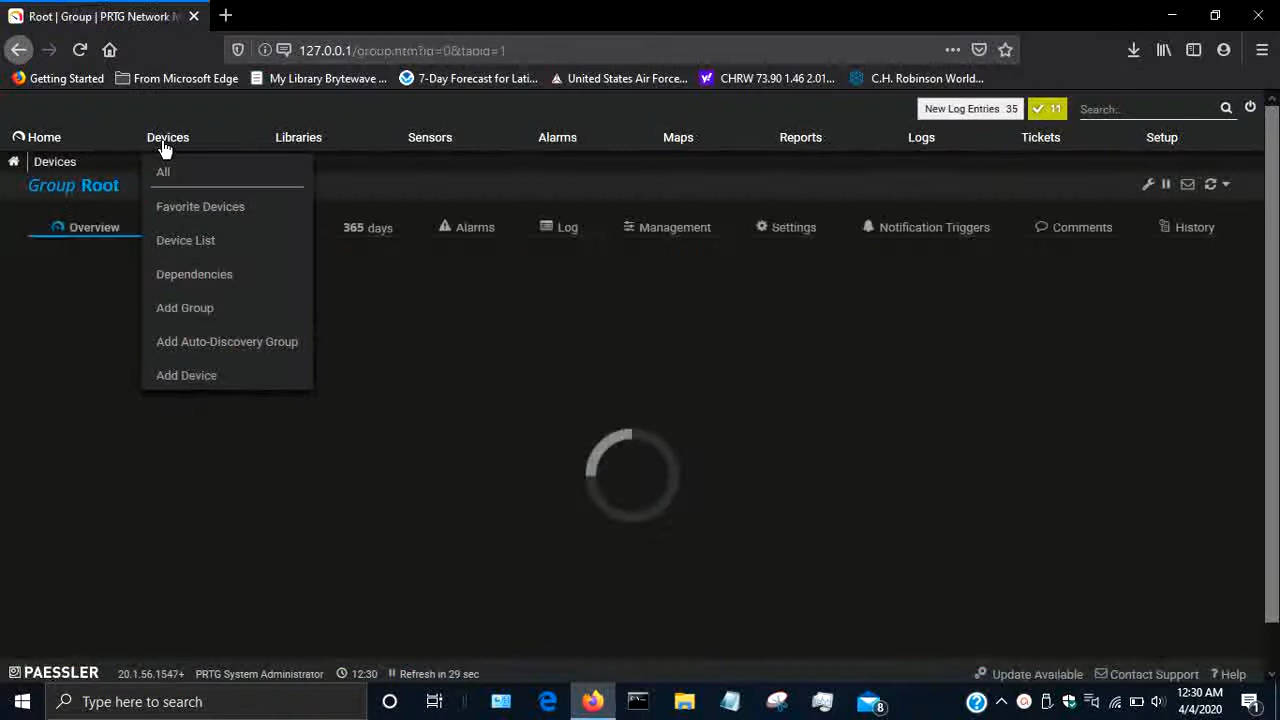 Root | Group | PRTG Network M
127.0.0.1/group.htm?id=0&tabid=1
Getting Started
From Microsoft Edge
My Library Brytewave ...
7-Day Forecast for Lati...
United States Air Force...
CHRW 73.90 1.46 2.01...
C.H. Robinson World...
New Log Entries 35
11
Search...
Home
Devices
Libraries
Sensors
Alarms
Maps
Reports
Logs
Tickets
Setup
Devices
All
Group Root
Favorite Devices
Overview
365 days
Alarms
Log
Management
Settings
Notification Triggers
Comments
History
Device List
Dependencies
Add Group
Add Auto-Discovery Group
Add Device
PAESSLER
20.1.56.1547+
PRTG System Administrator
12:30
Refresh in 29 sec
Update Available
Contact Support
? Help
Type here to search
8
12:30 AM
4/4/2020
1